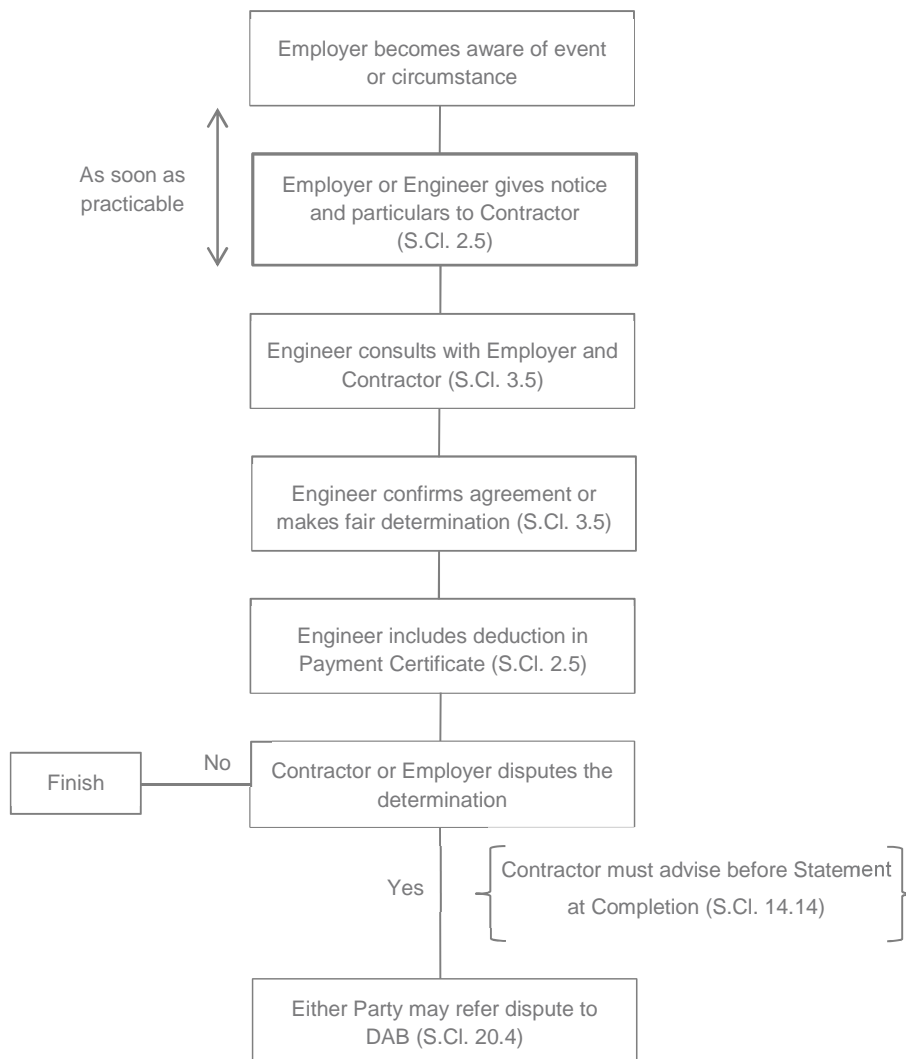 Employer becomes aware of event
or circumstance
As soon as
practicable
Employer or Engineer gives notice
and particulars to Contractor
(S.Cl. 2.5)
Engineer consults with Employer and
Contractor (S.Cl. 3.5)
Engineer confirms agreement or
makes fair determination (S.Cl. 3.5)
Engineer includes deduction in
Payment Certificate (S.Cl. 2.5)
Finish
No
Contractor or Employer disputes the
determination
Yes
Contractor must advise before Statement
at Completion (S.Cl. 14.14)
Either Party may refer dispute to
DAB (S.Cl. 20.4)